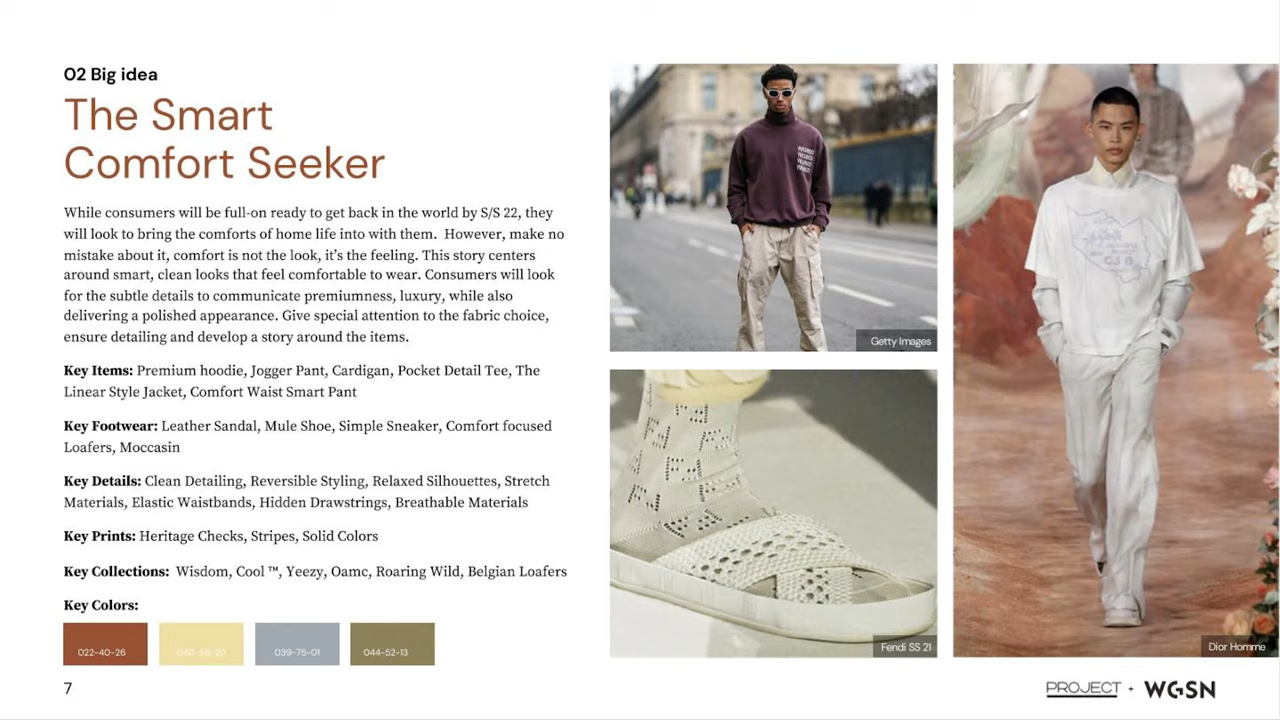 02 Big idea
The Smart
Comfort Seeker
While consumers will be full-on ready to get back in the world by S/S 22, they
will look to bring the comforts of home life into with them.  However, make no
mistake about it, comfort is not the look, it's the feeling. This story centers
around smart, clean looks that feel comfortable to wear. Consumers will look
for the subtle details to communicate premiumness, luxury, while also
delivering a polished appearance. Give special attention to the fabric choice,
ensure detailing and develop a story around the items.
Key Items: Premium hoodie, Jogger Pant, Cardigan, Pocket Detail Tee, The
Linear Style Jacket, Comfort Waist Smart Pant
Key Footwear: Leather Sandal, Mule Shoe, Simple Sneaker, Comfort focused
Loafers, Moccasin
Key Details: Clean Detailing, Reversible Styling, Relaxed Silhouettes, Stretch
Materials, Elastic Waistbands, Hidden Drawstrings, Breathable Materials
Key Prints: Heritage Checks, Stripes, Solid Colors
Key Collections:  Wisdom, Cool ™, Yeezy, Oamc, Roaring Wild, Belgian Loafers
Key Colors:
022-40-26
039-75-01
044-52-13
7
Getty Images
Fendi SS 21
Dior Homme
PROJECT + WGSN